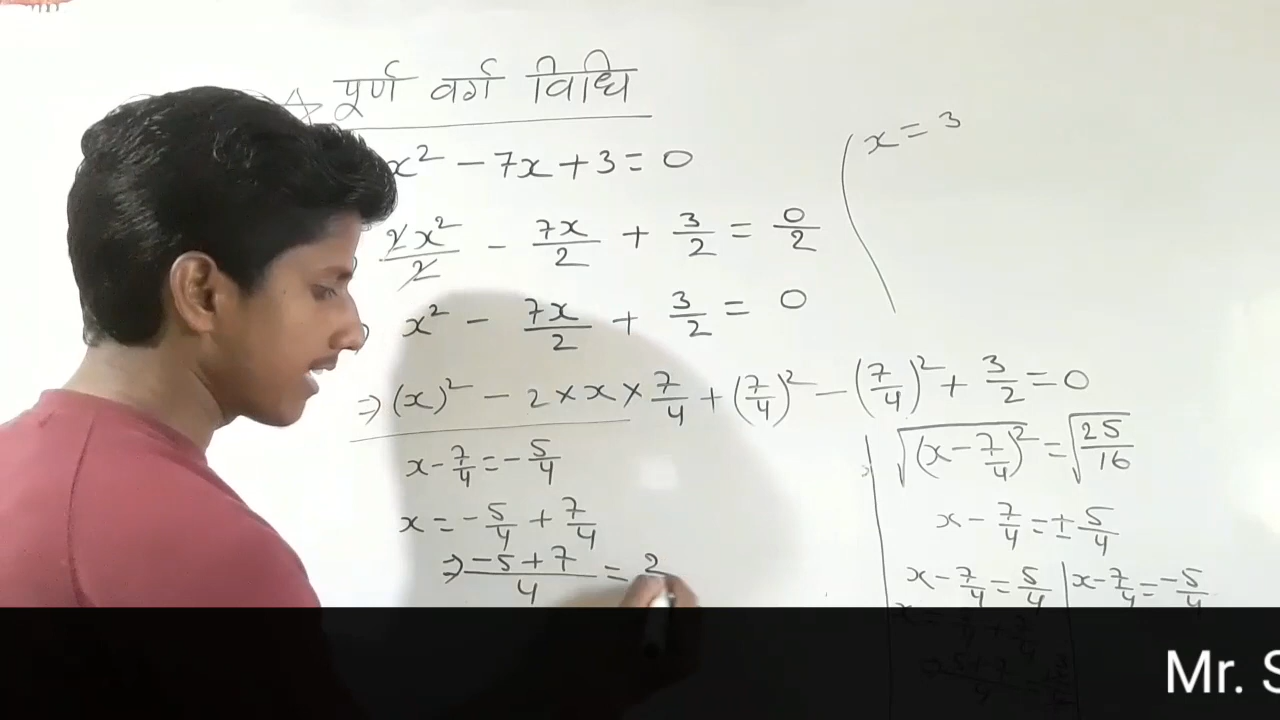 पूर्ण वर्ग विधि
x² - 7x + 3 = 0
2x²/2 - 7x/2 + 3/2 = 0/2
x² - 7x/2 + 3/2 = 0
⇒ (x)² - 2 × x × 7/4 + (7/4)² - (7/4)² + 3/2 = 0
x - 7/4 = -5/4
x = -5/4 + 7/4
⇒ -5+7/4 = 2
x = 3
√(x - 7/4)² = √25/16
x - 7/4 = ± 5/4
x - 7/4 = 5/4 | x - 7/4 = -5/4
Mr. S